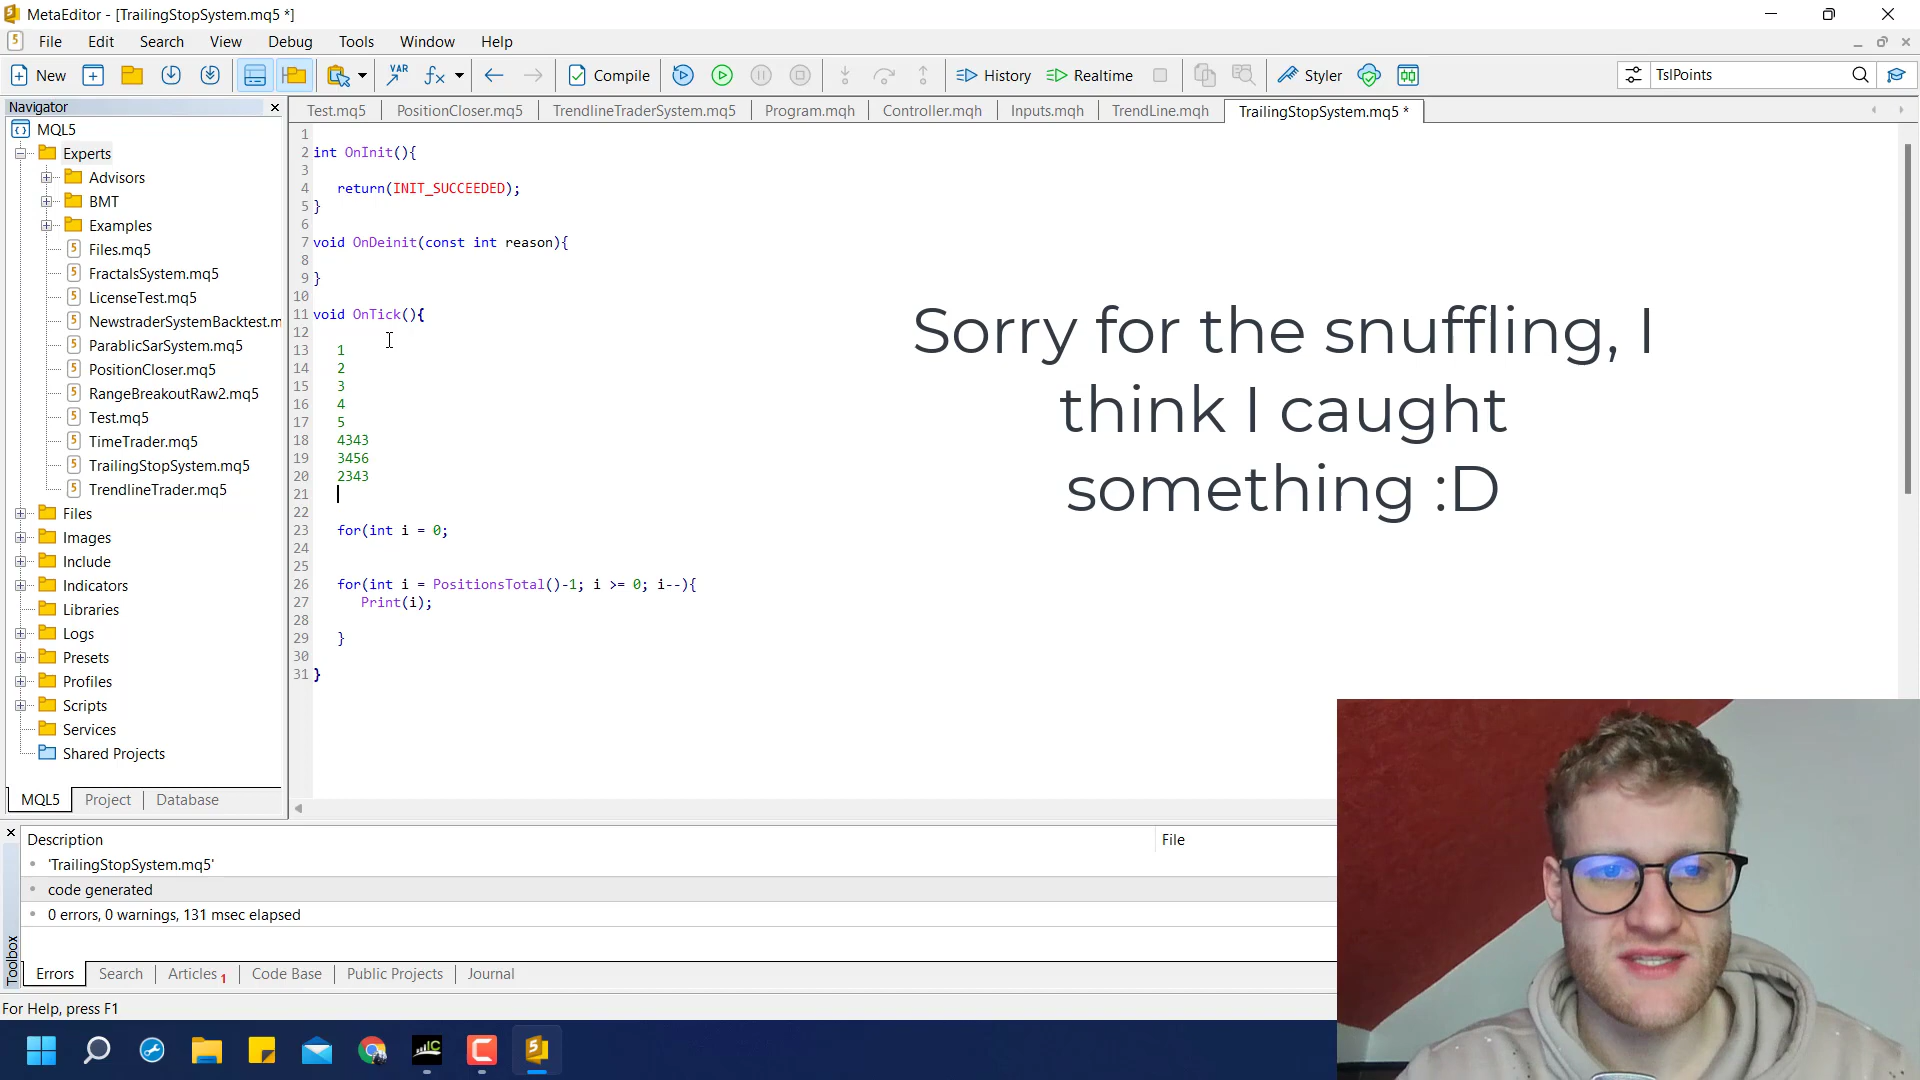 MetaEditor - [TrailingStopSystem.mq5 *]
File Edit Search View Debug Tools Window Help
New VAR Compile History Realtime Styler TslPoints
Navigator
Test.mq5 PositionCloser.mq5 TrendlineTraderSystem.mq5 Program.mqh Controller.mqh Inputs.mqh TrendLine.mqh TrailingStopSystem.mq5 *
MQL5
Experts
Advisors
BMT
Examples
Files.mq5
FractalsSystem.mq5
LicenseTest.mq5
NewstraderSystemBacktest.m
ParablicSarSystem.mq5
PositionCloser.mq5
RangeBreakoutRaw2.mq5
Test.mq5
TimeTrader.mq5
TrailingStopSystem.mq5
TrendlineTrader.mq5
Files
Images
Include
Indicators
Libraries
Logs
Presets
Profiles
Scripts
Services
Shared Projects
MQL5 Project Database
1
2 int OnInit(){
3
4 return(INIT_SUCCEEDED);
5 }
6
7 void OnDeinit(const int reason){
8
9 }
10
11 void OnTick(){
12
13 1
14 2
15 3
16 4
17 5
18 4343
19 3456
20 2343
21
22
23 for(int i = 0;
24
25
26 for(int i = PositionsTotal()-1; i >= 0; i--){
27 Print(i);
28
29 }
30
31 }
Sorry for the snuffling, I
think I caught
something :D
Description File
'TrailingStopSystem.mq5'
code generated
0 errors, 0 warnings, 131 msec elapsed
Toolbox
Errors Search Articles 1 Code Base Public Projects Journal
For Help, press F1